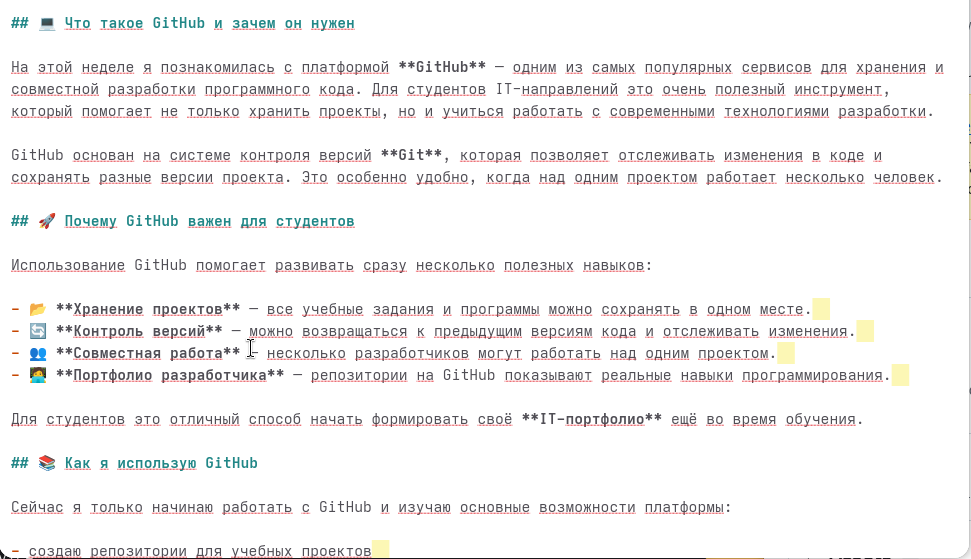 ## 💻 Что такое GitHub и зачем он нужен
На этой неделе я познакомилась с платформой **GitHub** — одним из самых популярных сервисов для хранения и
совместной разработки программного кода. Для студентов IT-направлений это очень полезный инструмент,
который помогает не только хранить проекты, но и учиться работать с современными технологиями разработки.
GitHub основан на системе контроля версий **Git**, которая позволяет отслеживать изменения в коде и
сохранять разные версии проекта. Это особенно удобно, когда над одним проектом работает несколько человек.
## 🚀 Почему GitHub важен для студентов
Использование GitHub помогает развивать сразу несколько полезных навыков:
- 📂 **Хранение проектов** — все учебные задания и программы можно сохранять в одном месте.
- 🔄 **Контроль версий** — можно возвращаться к предыдущим версиям кода и отслеживать изменения.
- 👥 **Совместная работа** — несколько разработчиков могут работать над одним проектом.
- 🧑‍💻 **Портфолио разработчика** — репозитории на GitHub показывают реальные навыки программирования.
Для студентов это отличный способ начать формировать своё **IT-портфолио** ещё во время обучения.
## 📚 Как я использую GitHub
Сейчас я только начинаю работать с GitHub и изучаю основные возможности платформы:
- создаю репозитории для учебных проектов